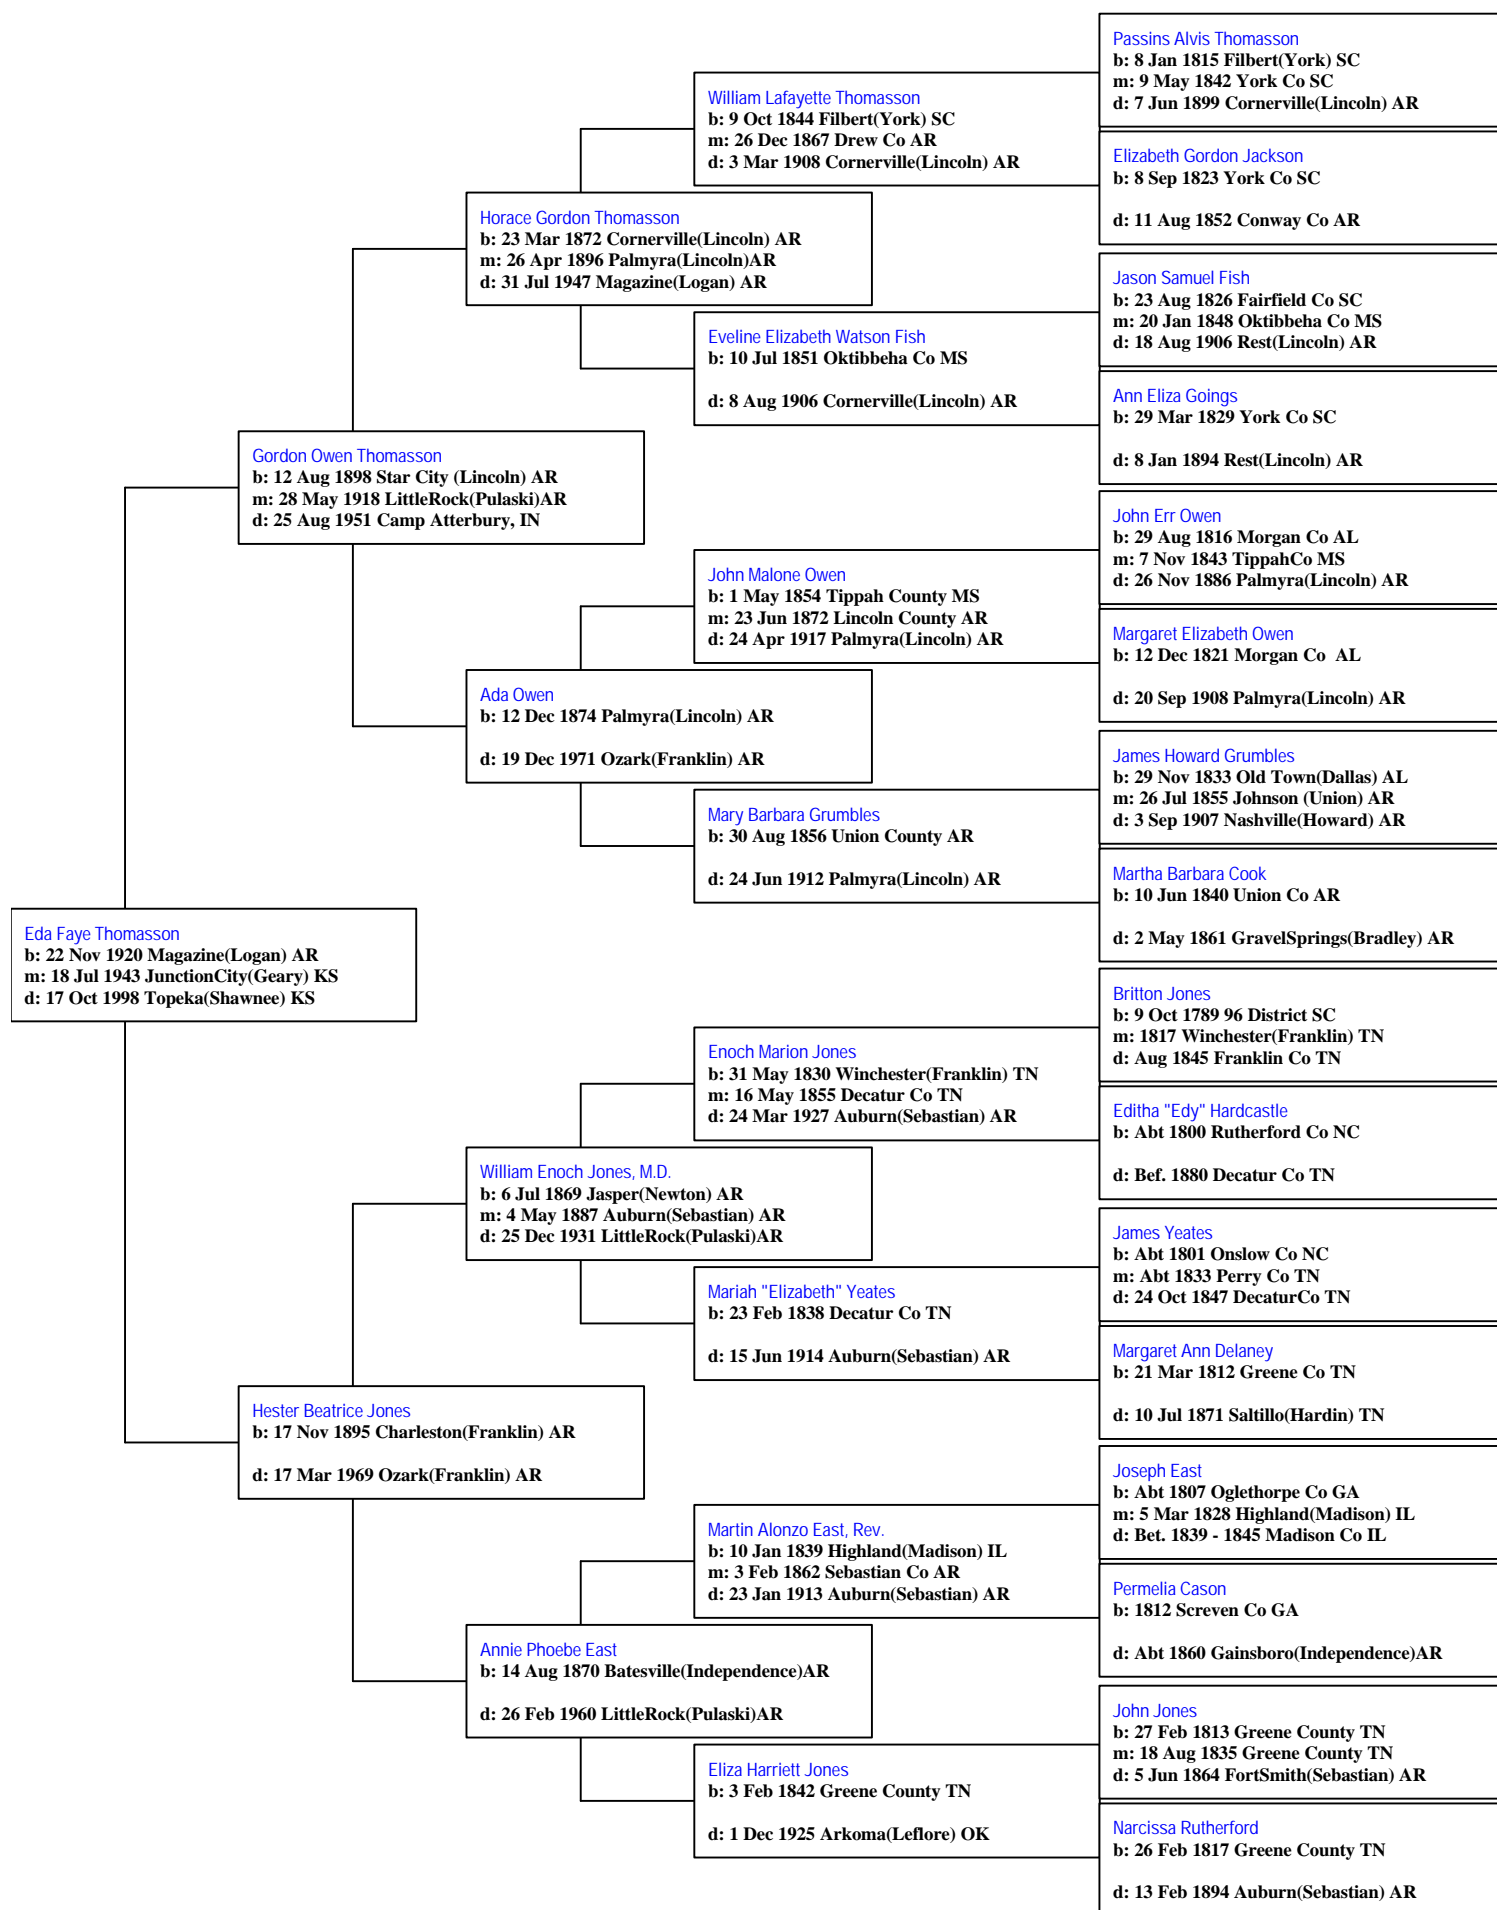 Passins Alvis Thomasson
b: 8 Jan 1815 Filbert(York) SC
m: 9 May 1842 York Co SC
d: 7 Jun 1899 Cornerville(Lincoln) AR
William Lafayette Thomasson
b: 9 Oct 1844 Filbert(York) SC
m: 26 Dec 1867 Drew Co AR
d: 3 Mar 1908 Cornerville(Lincoln) AR
Elizabeth Gordon Jackson
b: 8 Sep 1823 York Co SC
d: 11 Aug 1852 Conway Co AR
Horace Gordon Thomasson
b: 23 Mar 1872 Cornerville(Lincoln) AR
m: 26 Apr 1896 Palmyra(Lincoln)AR
d: 31 Jul 1947 Magazine(Logan) AR
Jason Samuel Fish
b: 23 Aug 1826 Fairfield Co SC
m: 20 Jan 1848 Oktibbeha Co MS
d: 18 Aug 1906 Rest(Lincoln) AR
Eveline Elizabeth Watson Fish
b: 10 Jul 1851 Oktibbeha Co MS
d: 8 Aug 1906 Cornerville(Lincoln) AR
Ann Eliza Goings
b: 29 Mar 1829 York Co SC
d: 8 Jan 1894 Rest(Lincoln) AR
Gordon Owen Thomasson
b: 12 Aug 1898 Star City (Lincoln) AR
m: 28 May 1918 LittleRock(Pulaski)AR
d: 25 Aug 1951 Camp Atterbury, IN
John Err Owen
b: 29 Aug 1816 Morgan Co AL
m: 7 Nov 1843 TippahCo MS
d: 26 Nov 1886 Palmyra(Lincoln) AR
John Malone Owen
b: 1 May 1854 Tippah County MS
m: 23 Jun 1872 Lincoln County AR
d: 24 Apr 1917 Palmyra(Lincoln) AR
Margaret Elizabeth Owen
b: 12 Dec 1821 Morgan Co  AL
d: 20 Sep 1908 Palmyra(Lincoln) AR
Ada Owen
b: 12 Dec 1874 Palmyra(Lincoln) AR
d: 19 Dec 1971 Ozark(Franklin) AR
James Howard Grumbles
b: 29 Nov 1833 Old Town(Dallas) AL
m: 26 Jul 1855 Johnson (Union) AR
d: 3 Sep 1907 Nashville(Howard) AR
Mary Barbara Grumbles
b: 30 Aug 1856 Union County AR
d: 24 Jun 1912 Palmyra(Lincoln) AR
Martha Barbara Cook
b: 10 Jun 1840 Union Co AR
d: 2 May 1861 GravelSprings(Bradley) AR
Eda Faye Thomasson
b: 22 Nov 1920 Magazine(Logan) AR
m: 18 Jul 1943 JunctionCity(Geary) KS
d: 17 Oct 1998 Topeka(Shawnee) KS
Britton Jones
b: 9 Oct 1789 96 District SC
m: 1817 Winchester(Franklin) TN
d: Aug 1845 Franklin Co TN
Enoch Marion Jones
b: 31 May 1830 Winchester(Franklin) TN
m: 16 May 1855 Decatur Co TN
d: 24 Mar 1927 Auburn(Sebastian) AR
Editha "Edy" Hardcastle
b: Abt 1800 Rutherford Co NC
d: Bef. 1880 Decatur Co TN
William Enoch Jones, M.D.
b: 6 Jul 1869 Jasper(Newton) AR
m: 4 May 1887 Auburn(Sebastian) AR
d: 25 Dec 1931 LittleRock(Pulaski)AR
James Yeates
b: Abt 1801 Onslow Co NC
m: Abt 1833 Perry Co TN
d: 24 Oct 1847 DecaturCo TN
Mariah "Elizabeth" Yeates
b: 23 Feb 1838 Decatur Co TN
d: 15 Jun 1914 Auburn(Sebastian) AR
Margaret Ann Delaney
b: 21 Mar 1812 Greene Co TN
d: 10 Jul 1871 Saltillo(Hardin) TN
Hester Beatrice Jones
b: 17 Nov 1895 Charleston(Franklin) AR
d: 17 Mar 1969 Ozark(Franklin) AR
Joseph East
b: Abt 1807 Oglethorpe Co GA
m: 5 Mar 1828 Highland(Madison) IL
d: Bet. 1839 - 1845 Madison Co IL
Martin Alonzo East, Rev.
b: 10 Jan 1839 Highland(Madison) IL
m: 3 Feb 1862 Sebastian Co AR
d: 23 Jan 1913 Auburn(Sebastian) AR
Permelia Cason
b: 1812 Screven Co GA
d: Abt 1860 Gainsboro(Independence)AR
Annie Phoebe East
b: 14 Aug 1870 Batesville(Independence)AR
d: 26 Feb 1960 LittleRock(Pulaski)AR
John Jones
b: 27 Feb 1813 Greene County TN
m: 18 Aug 1835 Greene County TN
d: 5 Jun 1864 FortSmith(Sebastian) AR
Eliza Harriett Jones
b: 3 Feb 1842 Greene County TN
d: 1 Dec 1925 Arkoma(Leflore) OK
Narcissa Rutherford
b: 26 Feb 1817 Greene County TN
d: 13 Feb 1894 Auburn(Sebastian) AR